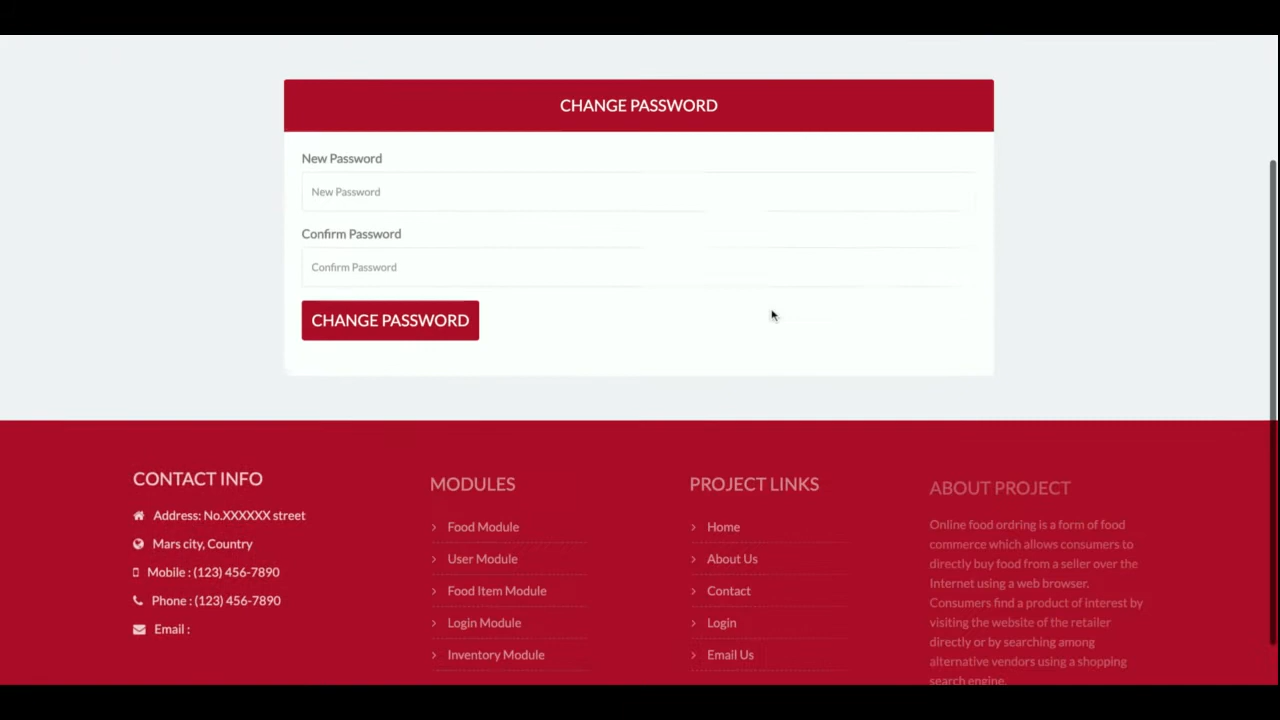 CHANGE PASSWORD
New Password
New Password
Confirm Password
Confirm Password
CHANGE PASSWORD
CONTACT INFO
Address: No.XXXXXX street
Mars city, Country
Mobile : (123) 456-7890
Phone : (123) 456-7890
Email :
MODULES
Food Module
User Module
Food Item Module
Login Module
Inventory Module
PROJECT LINKS
Home
About Us
Contact
Login
Email Us
ABOUT PROJECT
Online food ordring is a form of food
commerce which allows consumers to
directly buy food from a seller over the
Internet using a web browser.
Consumers find a product of interest by
visiting the website of the retailer
directly or by searching among
alternative vendors using a shopping
search engine.